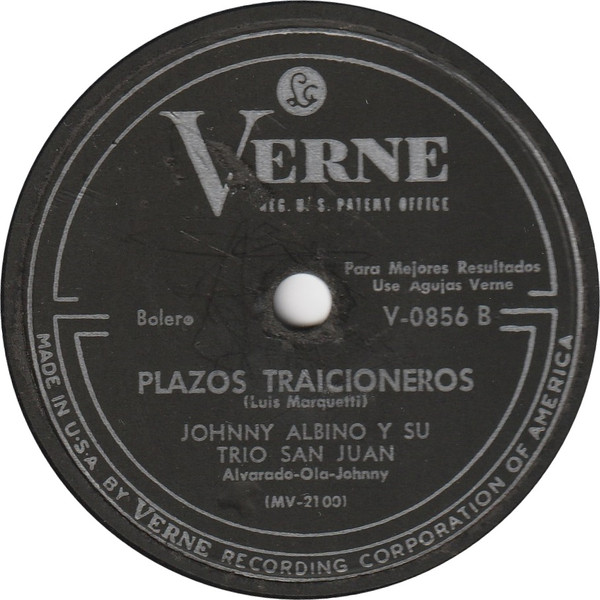 LG
VERNE
REG. U. S. PATENT OFFICE
Para Mejores Resultados
Use Agujas Verne
Bolero
V-0856 B
PLAZOS TRAICIONEROS
(Luis Marquetti)
JOHNNY ALBINO Y SU
TRIO SAN JUAN
Alvarado-Ola-Johnny
(MV-2100)
MADE IN U.S.A BY VERNE RECORDING CORPORATION OF AMERICA